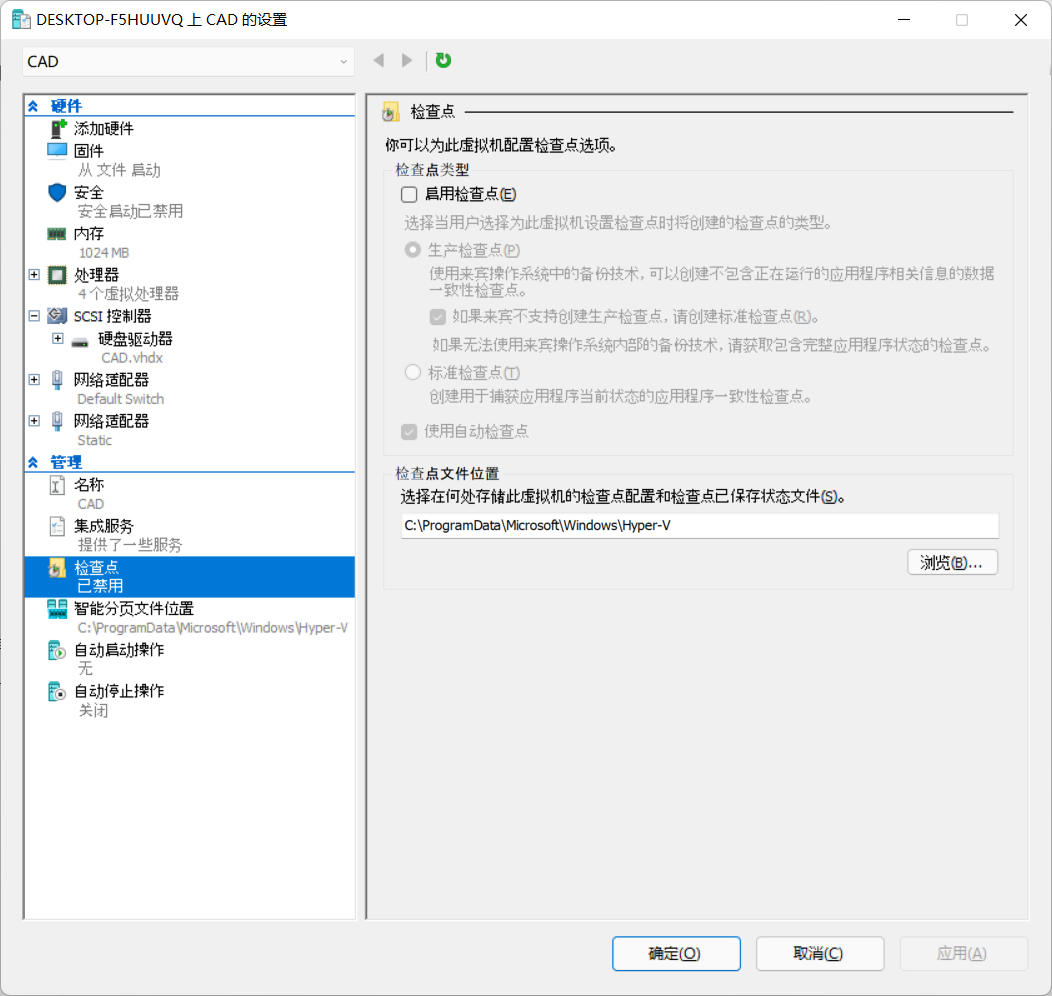 DESKTOP-F5HUUVQ 上 CAD 的设置
CAD
硬件
添加硬件
固件
从 文件 启动
安全
安全启动已禁用
内存
1024 MB
处理器
4 个虚拟处理器
SCSI 控制器
硬盘驱动器
CAD.vhdx
网络适配器
Default Switch
网络适配器
Static
管理
名称
CAD
集成服务
提供了一些服务
检查点
已禁用
智能分页文件位置
C:\ProgramData\Microsoft\Windows\Hyper-V
自动启动操作
无
自动停止操作
关闭
检查点
你可以为此虚拟机配置检查点选项。
检查点类型
启用检查点(E)
选择当用户选择为此虚拟机设置检查点时将创建的检查点的类型。
生产检查点(P)
使用来宾操作系统中的备份技术，可以创建不包含正在运行的应用程序相关信息的数据
一致性检查点。
如果来宾不支持创建生产检查点，请创建标准检查点(R)。
如果无法使用来宾操作系统内部的备份技术，请获取包含完整应用程序状态的检查点。
标准检查点(T)
创建用于捕获应用程序当前状态的应用程序一致性检查点。
使用自动检查点
检查点文件位置
选择在何处存储此虚拟机的检查点配置和检查点已保存状态文件(S)。
C:\ProgramData\Microsoft\Windows\Hyper-V
浏览(B)...
确定(O)
取消(C)
应用(A)